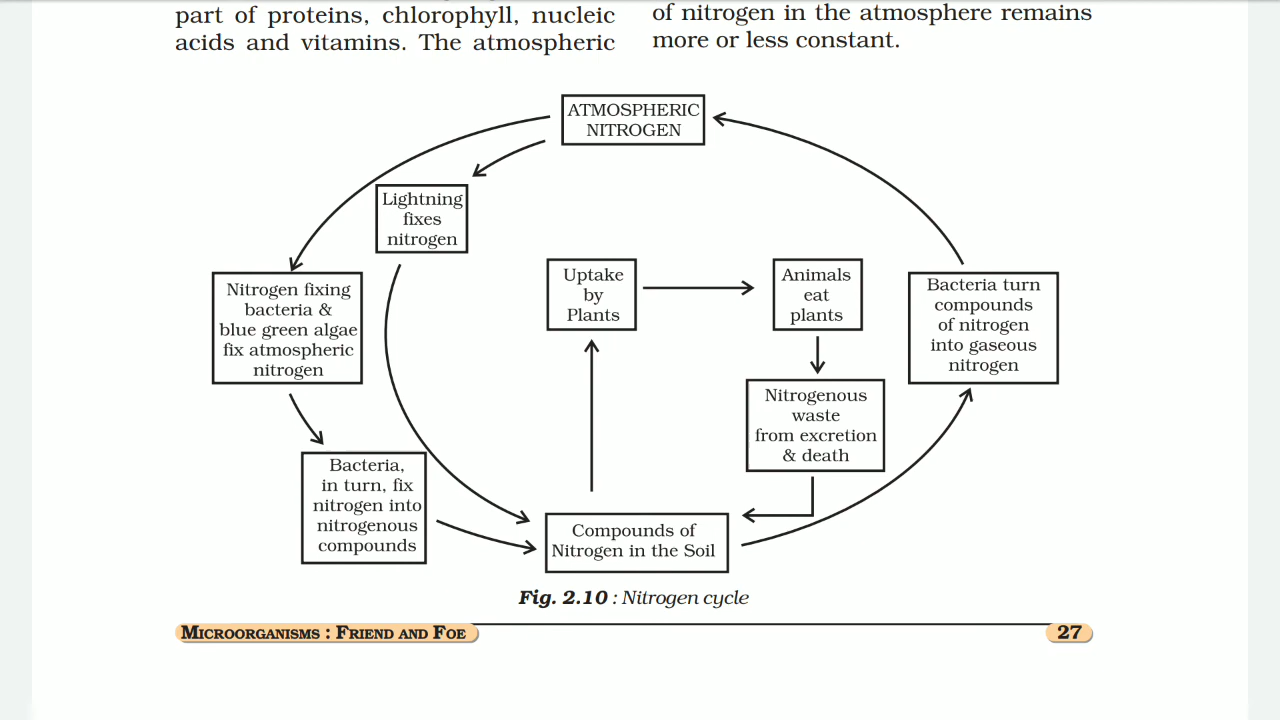 part of proteins, chlorophyll, nucleic
acids and vitamins. The atmospheric
of nitrogen in the atmosphere remains
more or less constant.
ATMOSPHERIC
NITROGEN
Lightning
fixes
nitrogen
Nitrogen fixing
bacteria &
blue green algae
fix atmospheric
nitrogen
Bacteria,
in turn, fix
nitrogen into
nitrogenous
compounds
Uptake
by
Plants
Animals
eat
plants
Nitrogenous
waste
from excretion
& death
Bacteria turn
compounds
of nitrogen
into gaseous
nitrogen
Compounds of
Nitrogen in the Soil
Fig. 2.10 : Nitrogen cycle
MICROORGANISMS : FRIEND AND FOE
27